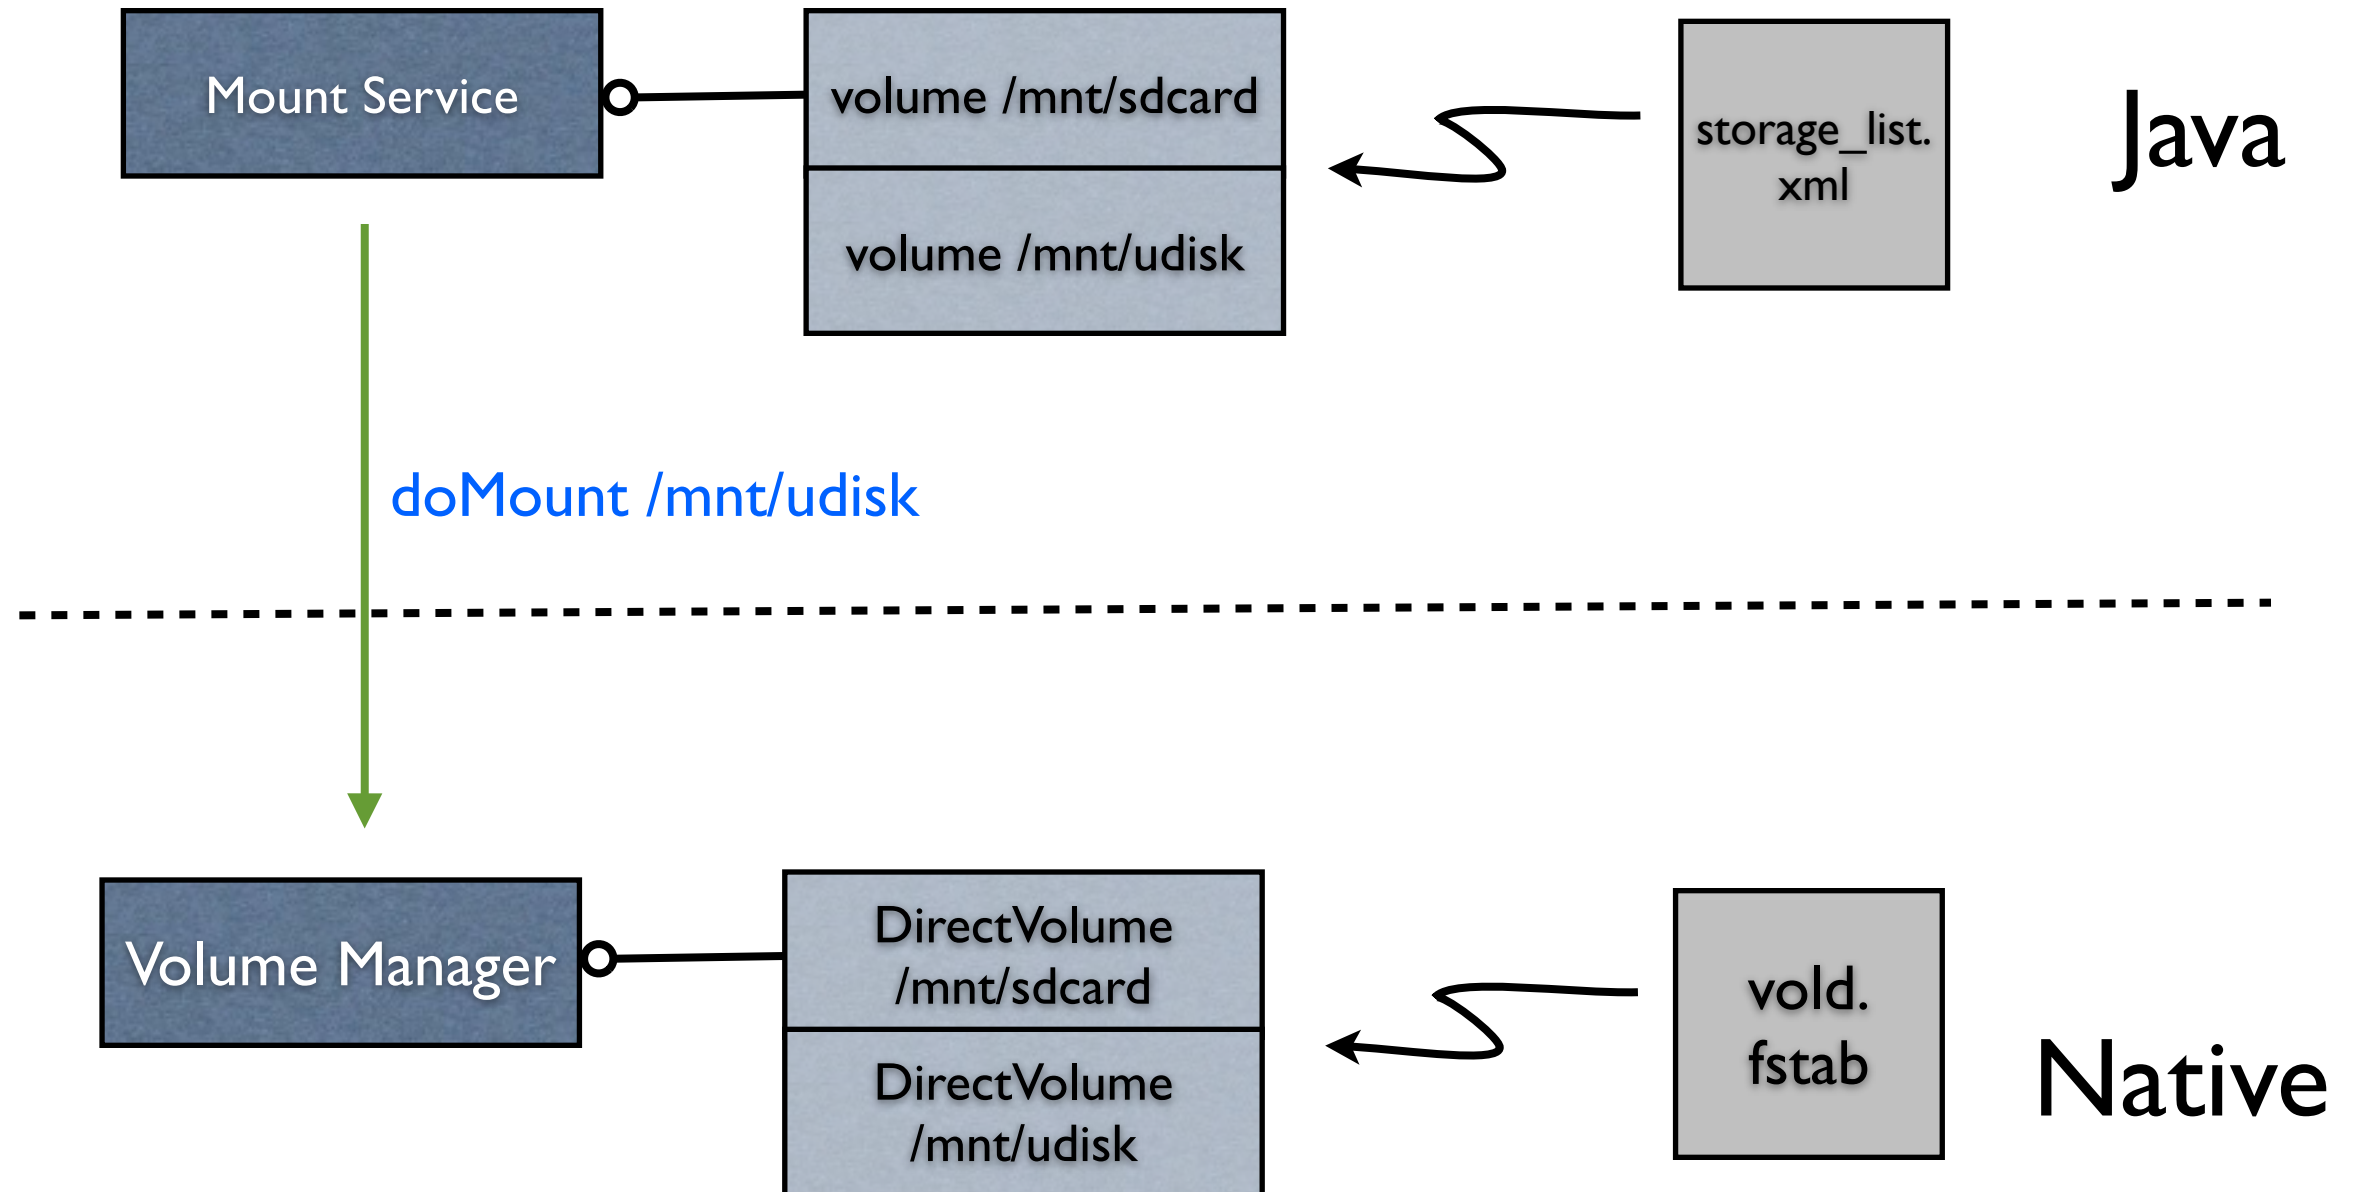 Mount Service
volume /mnt/sdcard
volume /mnt/udisk
storage_list.
xml
Java
doMount /mnt/udisk
Volume Manager
DirectVolume
/mnt/sdcard
DirectVolume
/mnt/udisk
vold.
fstab
Native